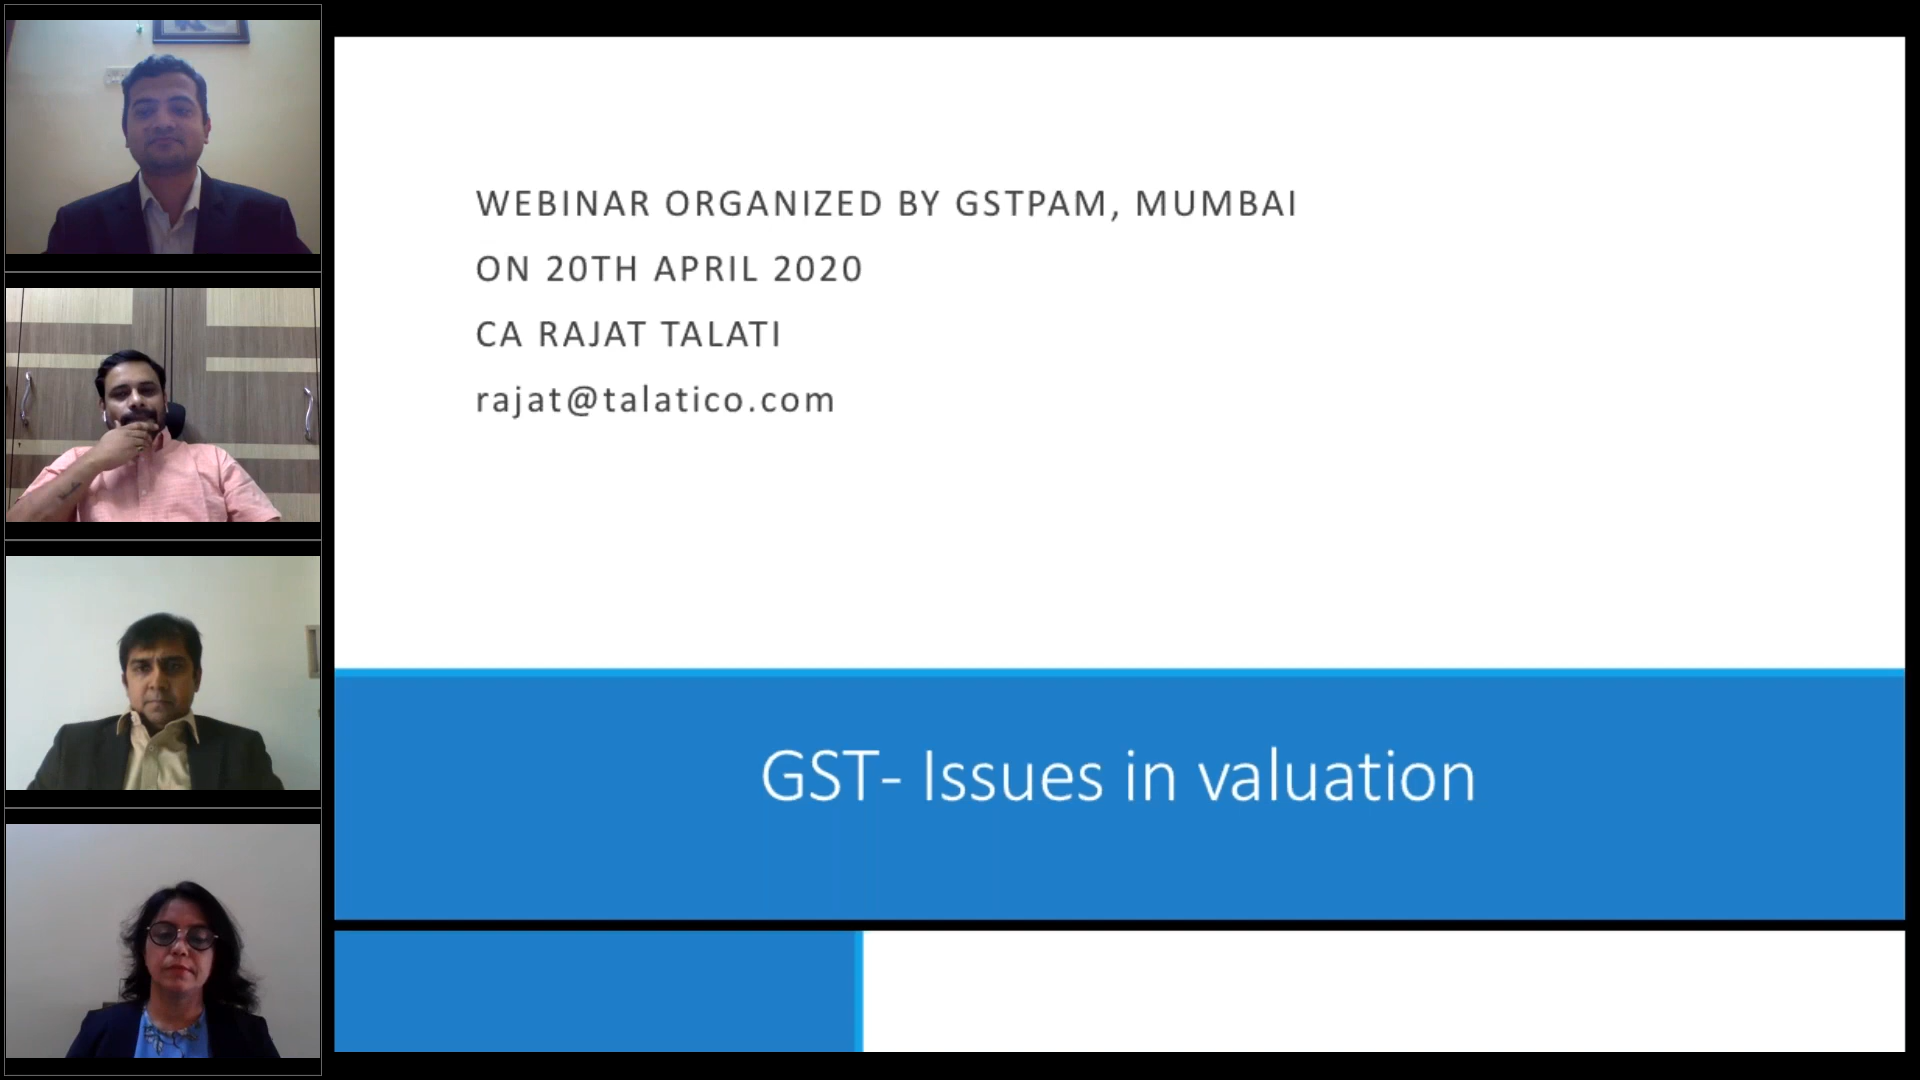 WEBINAR ORGANIZED BY GSTPAM, MUMBAI
ON 20TH APRIL 2020
CA RAJAT TALATI
rajat@talatico.com
GST- Issues in valuation